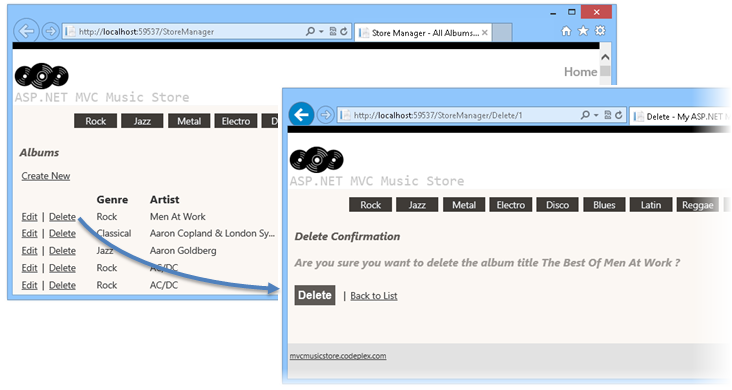 http://localhost:59537/StoreManager
Store Manager - All Albums...
Home
ASP.NET MVC Music Store
Rock Jazz Metal Electro D
Albums
Create New
Genre Artist
Edit | Delete Rock Men At Work
Edit | Delete Classical Aaron Copland & London Sy...
Edit | Delete Jazz Aaron Goldberg
Edit | Delete Rock AC/DC
Edit | Delete Rock AC/DC
http://localhost:59537/StoreManager/Delete/1
Delete - My ASP.NET M
ASP.NET MVC Music Store
Rock Jazz Metal Electro Disco Blues Latin Reggae
Delete Confirmation
Are you sure you want to delete the album title The Best Of Men At Work ?
Delete | Back to List
mvcmusicstore.codeplex.com